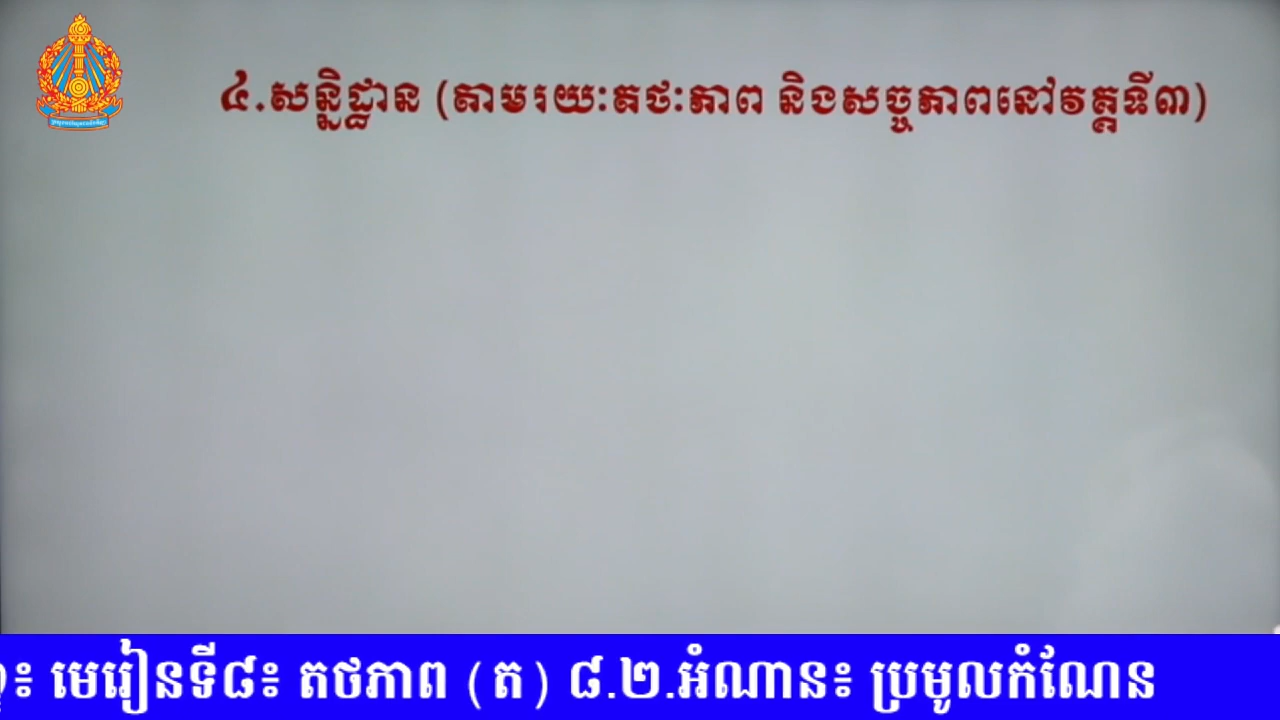 ៤.សន្និដ្ឋាន (តាមរយៈគថៈភាព និងសច្ចភាពនៅវគ្គទី៣)
៖ មេរៀនទី៨៖ តថភាព (ត) ៨.២.អំណាន៖ ប្រមូលកំណែន